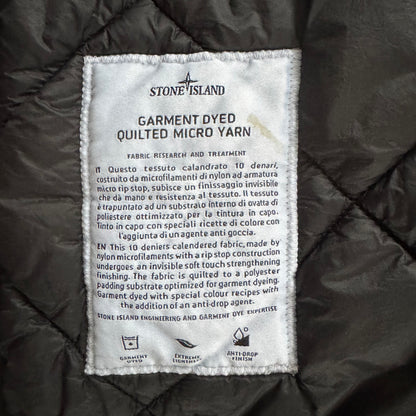 STONE ISLAND
GARMENT DYED
QUILTED MICRO YARN
FABRIC RESEARCH AND TREATMENT
IT Questo tessuto calandrato 10 denari,
costruito da microfilamenti di nylon ad armatura
micro rip stop, subisce un finissaggio invisibile
che dà mano e resistenza al tessuto. Il tessuto
è trapuntato ad un substrato interno di ovatta di
poliestere ottimizzato per la tintura in capo.
Tinto in capo con speciali ricette di colore con
l'aggiunta di un agente anti goccia.
EN This 10 deniers calendered fabric, made by
nylon microfilaments with a rip stop construction
undergoes an invisible soft touch strengthening
finishing. The fabric is quilted to a polyester
padding substrate optimized for garment dyeing.
Garment dyed with special colour recipes with
the addition of an anti-drop agent.
STONE ISLAND ENGINEERING AND GARMENT DYE EXPERTISE
GARMENT
DYED
EXTREME
LIGHTNESS
ANTI-DROP
FINISH